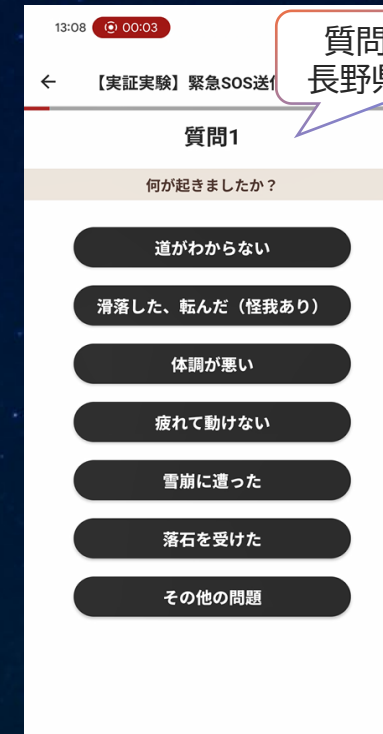 13:08 00:03
質問
長野県
【実証実験】緊急SOS送
質問1
何が起きましたか？
道がわからない
滑落した、転んだ（怪我あり）
体調が悪い
疲れて動けない
雪崩に遭った
落石を受けた
その他の問題